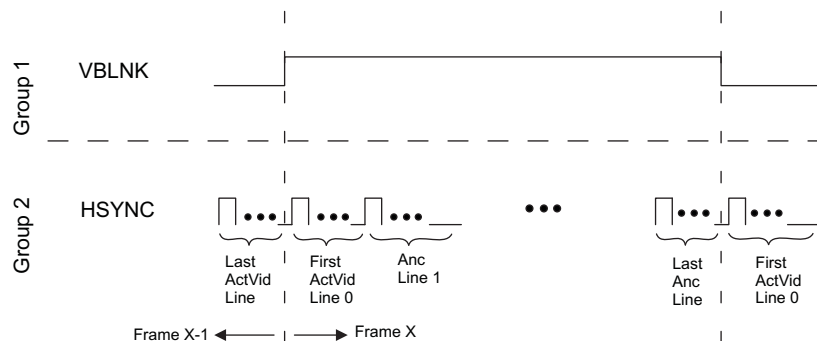 Group 1
VBLNK
Group 2
HSYNC
Last
ActVid
Line
First
ActVid
Line 0
Anc
Line 1
Last
Anc
Line
First
ActVid
Line 0
Frame X-1
Frame X